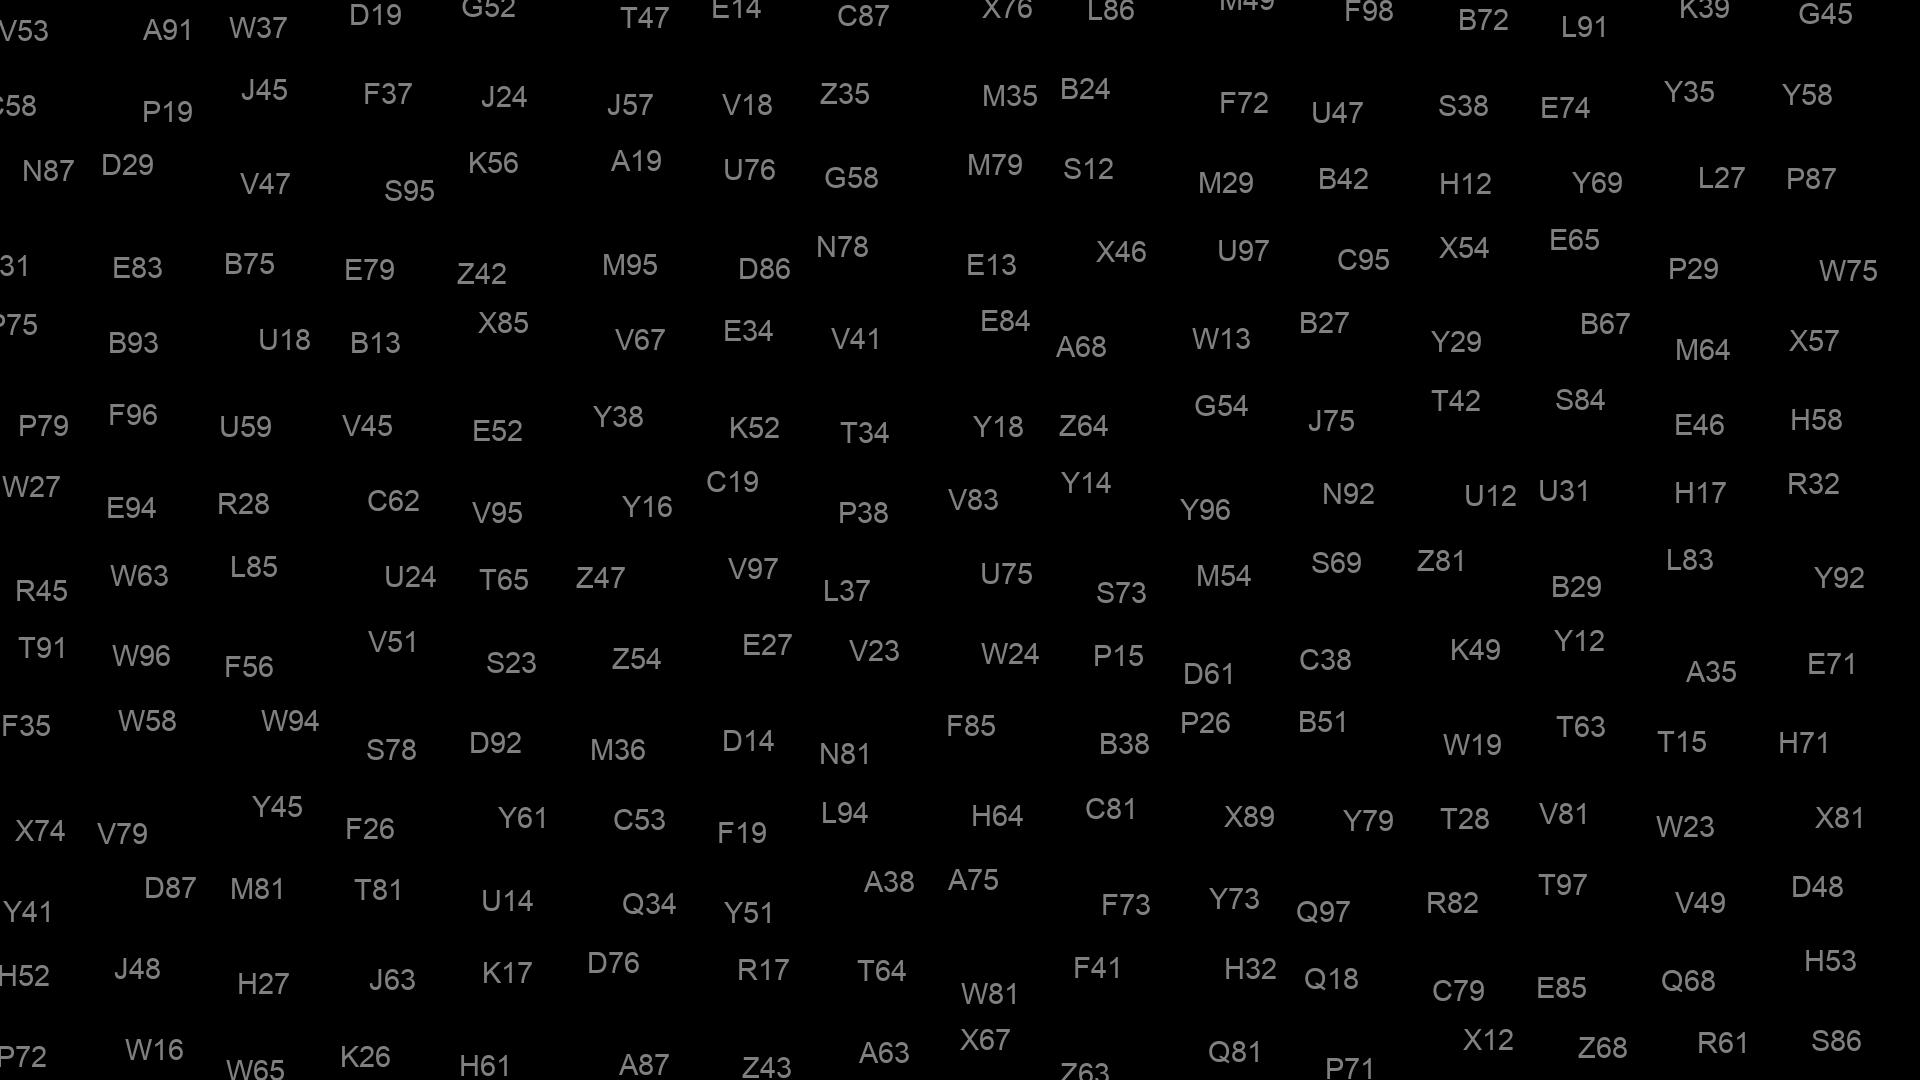 V53 A91 W37 D19 G52 T47 E14 C87 X76 L86 M49 F98 B72 L91 K39 G45
C58 P19 J45 F37 J24 J57 V18 Z35 M35 B24 F72 U47 S38 E74 Y35 Y58
N87 D29 V47 S95 K56 A19 U76 G58 M79 S12 M29 B42 H12 Y69 L27 P87
31 E83 B75 E79 Z42 M95 D86 N78 E13 X46 U97 C95 X54 E65 P29 W75
P75 B93 U18 B13 X85 V67 E34 V41 E84 A68 W13 B27 Y29 B67 M64 X57
P79 F96 U59 V45 E52 Y38 K52 T34 Y18 Z64 G54 J75 T42 S84 E46 H58
W27 E94 R28 C62 V95 Y16 C19 P38 V83 Y14 Y96 N92 U12 U31 H17 R32
R45 W63 L85 U24 T65 Z47 V97 L37 U75 S73 M54 S69 Z81 B29 L83 Y92
T91 W96 F56 V51 S23 Z54 E27 V23 W24 P15 D61 C38 K49 Y12 A35 E71
F35 W58 W94 S78 D92 M36 D14 N81 F85 B38 P26 B51 W19 T63 T15 H71
X74 V79 Y45 F26 Y61 C53 F19 L94 H64 C81 X89 Y79 T28 V81 W23 X81
Y41 D87 M81 T81 U14 Q34 Y51 A38 A75 F73 Y73 Q97 R82 T97 V49 D48
H52 J48 H27 J63 K17 D76 R17 T64 W81 F41 H32 Q18 C79 E85 Q68 H53
P72 W16 W65 K26 H61 A87 Z43 A63 X67 Z63 Q81 P71 X12 Z68 R61 S86